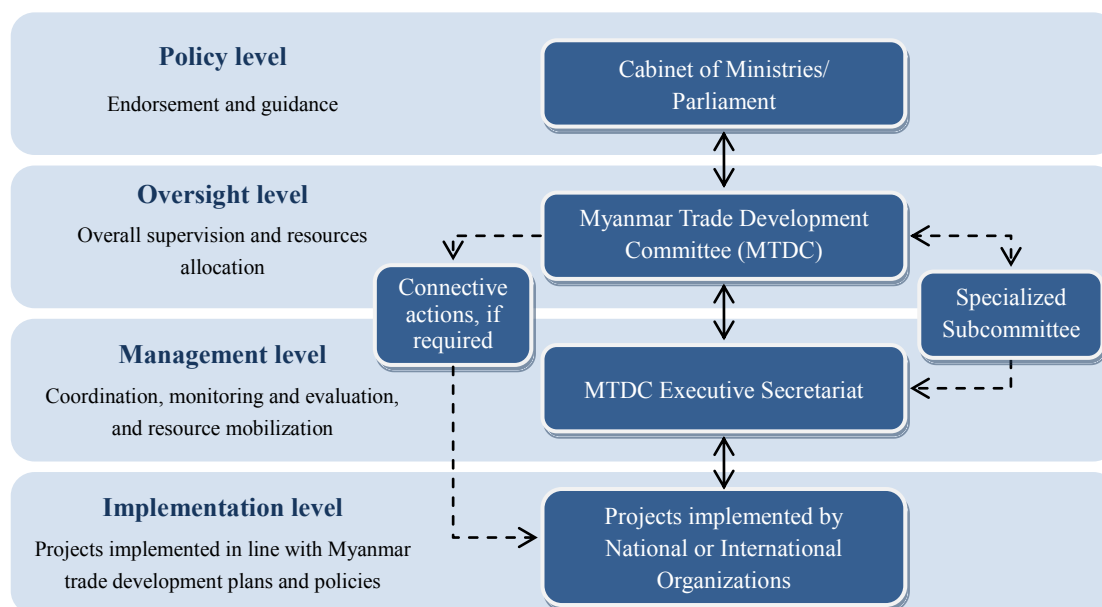 Policy level
Endorsement and guidance
Cabinet of Ministries/
Parliament
Oversight level
Overall supervision and resources
allocation
Myanmar Trade Development
Committee (MTDC)
Connective
actions, if
required
Specialized
Subcommittee
Management level
Coordination, monitoring and evaluation,
and resource mobilization
MTDC Executive Secretariat
Implementation level
Projects implemented in line with Myanmar
trade development plans and policies
Projects implemented by
National or International
Organizations